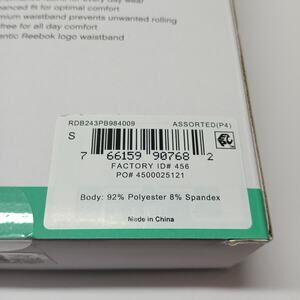 anced fit for optimal comfort
mium waistband prevents unwanted rolling
free for all day comfort
entic Reebok logo waistband
RDB243PB984009 ASSORTED(P4)
S
7 66159 90768 2
FACTORY ID# 456
PO# 4500025121
Body: 92% Polyester 8% Spandex
Made in China